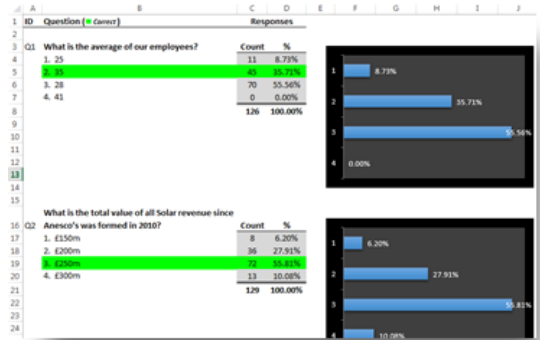 A B C D E F G H I J
1 ID Question (■ Correct) Responses
2
3 Q1 What is the average of our employees? Count %
4 1. 25 11 8.73%
5 2. 35 45 35.71%
6 3. 28 70 55.56%
7 4. 41 0 0.00%
8 126 100.00%
9
10
11
12
13
14
15
1 8.73%
2 35.71%
3 55.56%
4 0.00%
What is the total value of all Solar revenue since
16 Q2 Anesco's was formed in 2010? Count %
17 1. £150m 8 6.20%
18 2. £200m 36 27.91%
19 3. £250m 72 55.81%
20 4. £300m 13 10.08%
21 129 100.00%
22
23
24
1 6.20%
2 27.91%
3 55.81%
4 10.08%